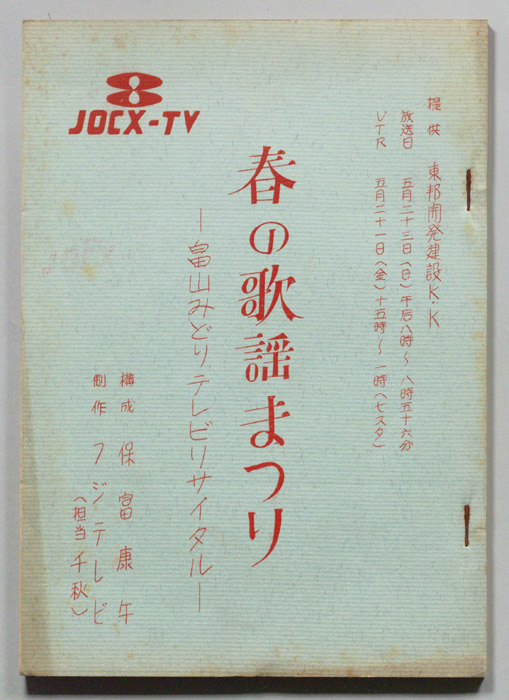 JOCX-TV
提供 東邦開発建設K.K
放送日 五月二十三日(日)午后八時〜八時五十六分
VTR 五月二十一日(金)十五時〜一時(七スタ)
春の歌謡まつり
―畠山みどりテレビリサイタル―
構成 保富康午
制作 フジテレビ
(担当 千秋)
JOCX